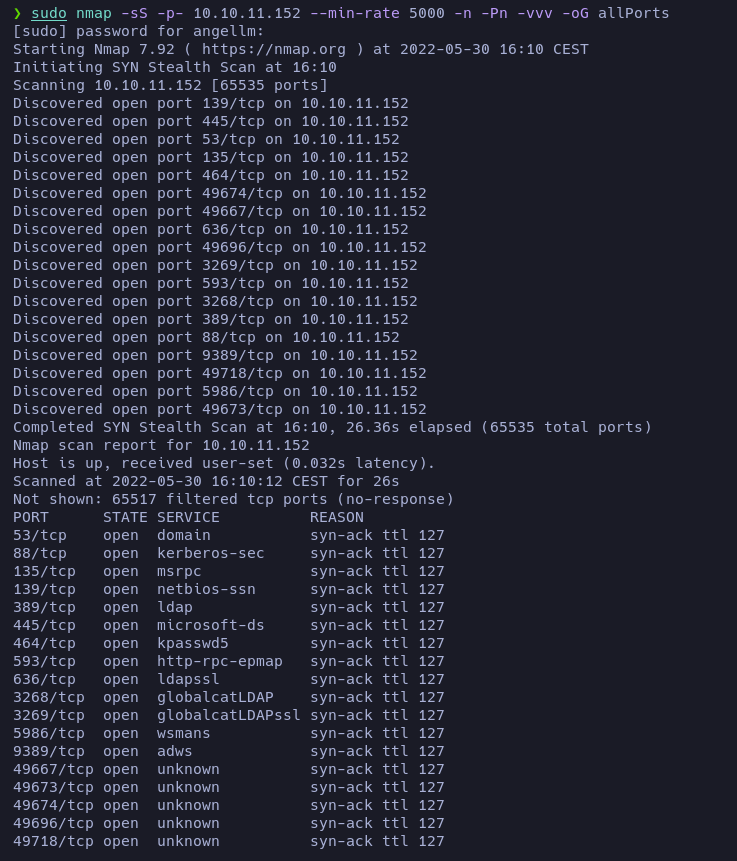 ❯ sudo nmap -sS -p- 10.10.11.152 --min-rate 5000 -n -Pn -vvv -oG allPorts
[sudo] password for angellm:
Starting Nmap 7.92 ( https://nmap.org ) at 2022-05-30 16:10 CEST
Initiating SYN Stealth Scan at 16:10
Scanning 10.10.11.152 [65535 ports]
Discovered open port 139/tcp on 10.10.11.152
Discovered open port 445/tcp on 10.10.11.152
Discovered open port 53/tcp on 10.10.11.152
Discovered open port 135/tcp on 10.10.11.152
Discovered open port 464/tcp on 10.10.11.152
Discovered open port 49674/tcp on 10.10.11.152
Discovered open port 49667/tcp on 10.10.11.152
Discovered open port 636/tcp on 10.10.11.152
Discovered open port 49696/tcp on 10.10.11.152
Discovered open port 3269/tcp on 10.10.11.152
Discovered open port 593/tcp on 10.10.11.152
Discovered open port 3268/tcp on 10.10.11.152
Discovered open port 389/tcp on 10.10.11.152
Discovered open port 88/tcp on 10.10.11.152
Discovered open port 9389/tcp on 10.10.11.152
Discovered open port 49718/tcp on 10.10.11.152
Discovered open port 5986/tcp on 10.10.11.152
Discovered open port 49673/tcp on 10.10.11.152
Completed SYN Stealth Scan at 16:10, 26.36s elapsed (65535 total ports)
Nmap scan report for 10.10.11.152
Host is up, received user-set (0.032s latency).
Scanned at 2022-05-30 16:10:12 CEST for 26s
Not shown: 65517 filtered tcp ports (no-response)
PORT      STATE SERVICE          REASON
53/tcp    open  domain           syn-ack ttl 127
88/tcp    open  kerberos-sec     syn-ack ttl 127
135/tcp   open  msrpc            syn-ack ttl 127
139/tcp   open  netbios-ssn      syn-ack ttl 127
389/tcp   open  ldap             syn-ack ttl 127
445/tcp   open  microsoft-ds     syn-ack ttl 127
464/tcp   open  kpasswd5         syn-ack ttl 127
593/tcp   open  http-rpc-epmap   syn-ack ttl 127
636/tcp   open  ldapssl          syn-ack ttl 127
3268/tcp  open  globalcatLDAP    syn-ack ttl 127
3269/tcp  open  globalcatLDAPssl syn-ack ttl 127
5986/tcp  open  wsmans           syn-ack ttl 127
9389/tcp  open  adws             syn-ack ttl 127
49667/tcp open  unknown          syn-ack ttl 127
49673/tcp open  unknown          syn-ack ttl 127
49674/tcp open  unknown          syn-ack ttl 127
49696/tcp open  unknown          syn-ack ttl 127
49718/tcp open  unknown          syn-ack ttl 127